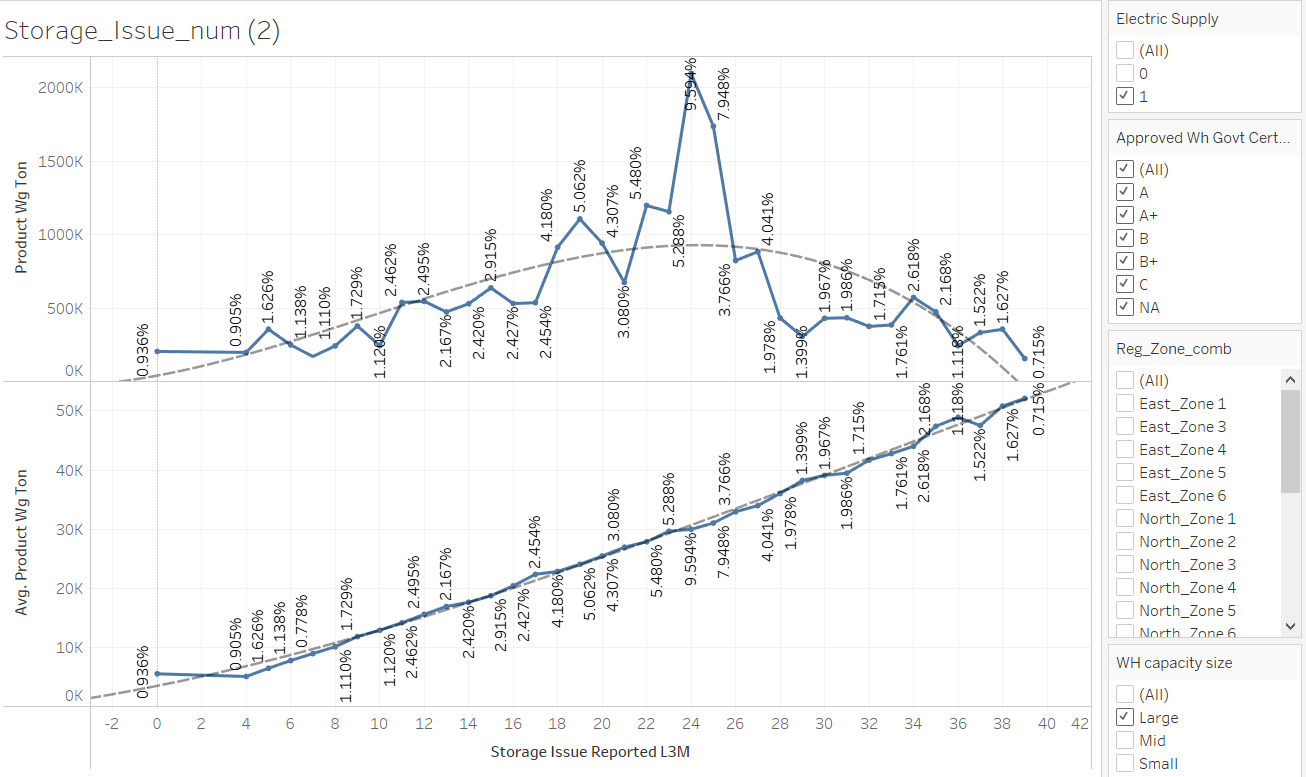 Storage_Issue_num (2)
Product Wg Ton
2000K
1500K
1000K
500K
0K
0.936%
0.905%
1.626%
1.138%
1.110%
1.729%
1.120%
2.462%
2.495%
2.167%
2.420%
2.915%
2.427%
2.454%
4.180%
5.062%
4.307%
3.080%
5.480%
5.288%
9.594%
7.948%
3.766%
4.041%
1.978%
1.399%
1.967%
1.986%
1.715%
1.761%
2.618%
2.168%
1.118%
1.522%
1.627%
0.715%
Avg. Product Wg Ton
50K
40K
30K
20K
10K
0K
0.936%
0.905%
1.626%
1.138%
0.778%
1.110%
1.729%
1.120%
2.462%
2.495%
2.167%
2.420%
2.915%
2.427%
2.454%
4.180%
5.062%
4.307%
3.080%
5.480%
5.288%
9.594%
7.948%
3.766%
4.041%
1.978%
1.399%
1.967%
1.986%
1.715%
1.761%
2.618%
2.168%
1.118%
1.522%
1.627%
0.715%
-2 0 2 4 6 8 10 12 14 16 18 20 22 24 26 28 30 32 34 36 38 40 42
Storage Issue Reported L3M
Electric Supply
(All)
0
1
Approved Wh Govt Cert...
(All)
A
A+
B
B+
C
NA
Reg_Zone_comb
(All)
East_Zone 1
East_Zone 3
East_Zone 4
East_Zone 5
East_Zone 6
North_Zone 1
North_Zone 2
North_Zone 3
North_Zone 4
North_Zone 5
North_Zone 6
WH capacity size
(All)
Large
Mid
Small